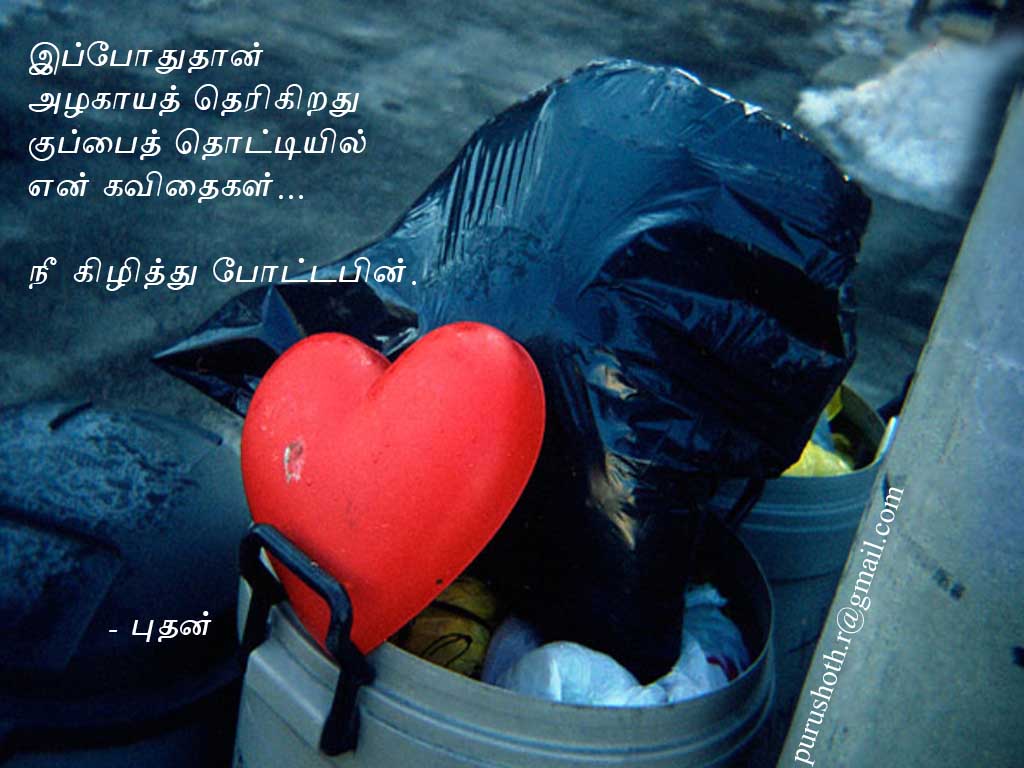 இப்போதுதான்
அழகாயத் தெரிகிறது
குப்பைத் தொட்டியில்
என் கவிதைகள்...
நீ கிழித்து போட்டபின்.
- புதன்
purushoth.r@gmail.com